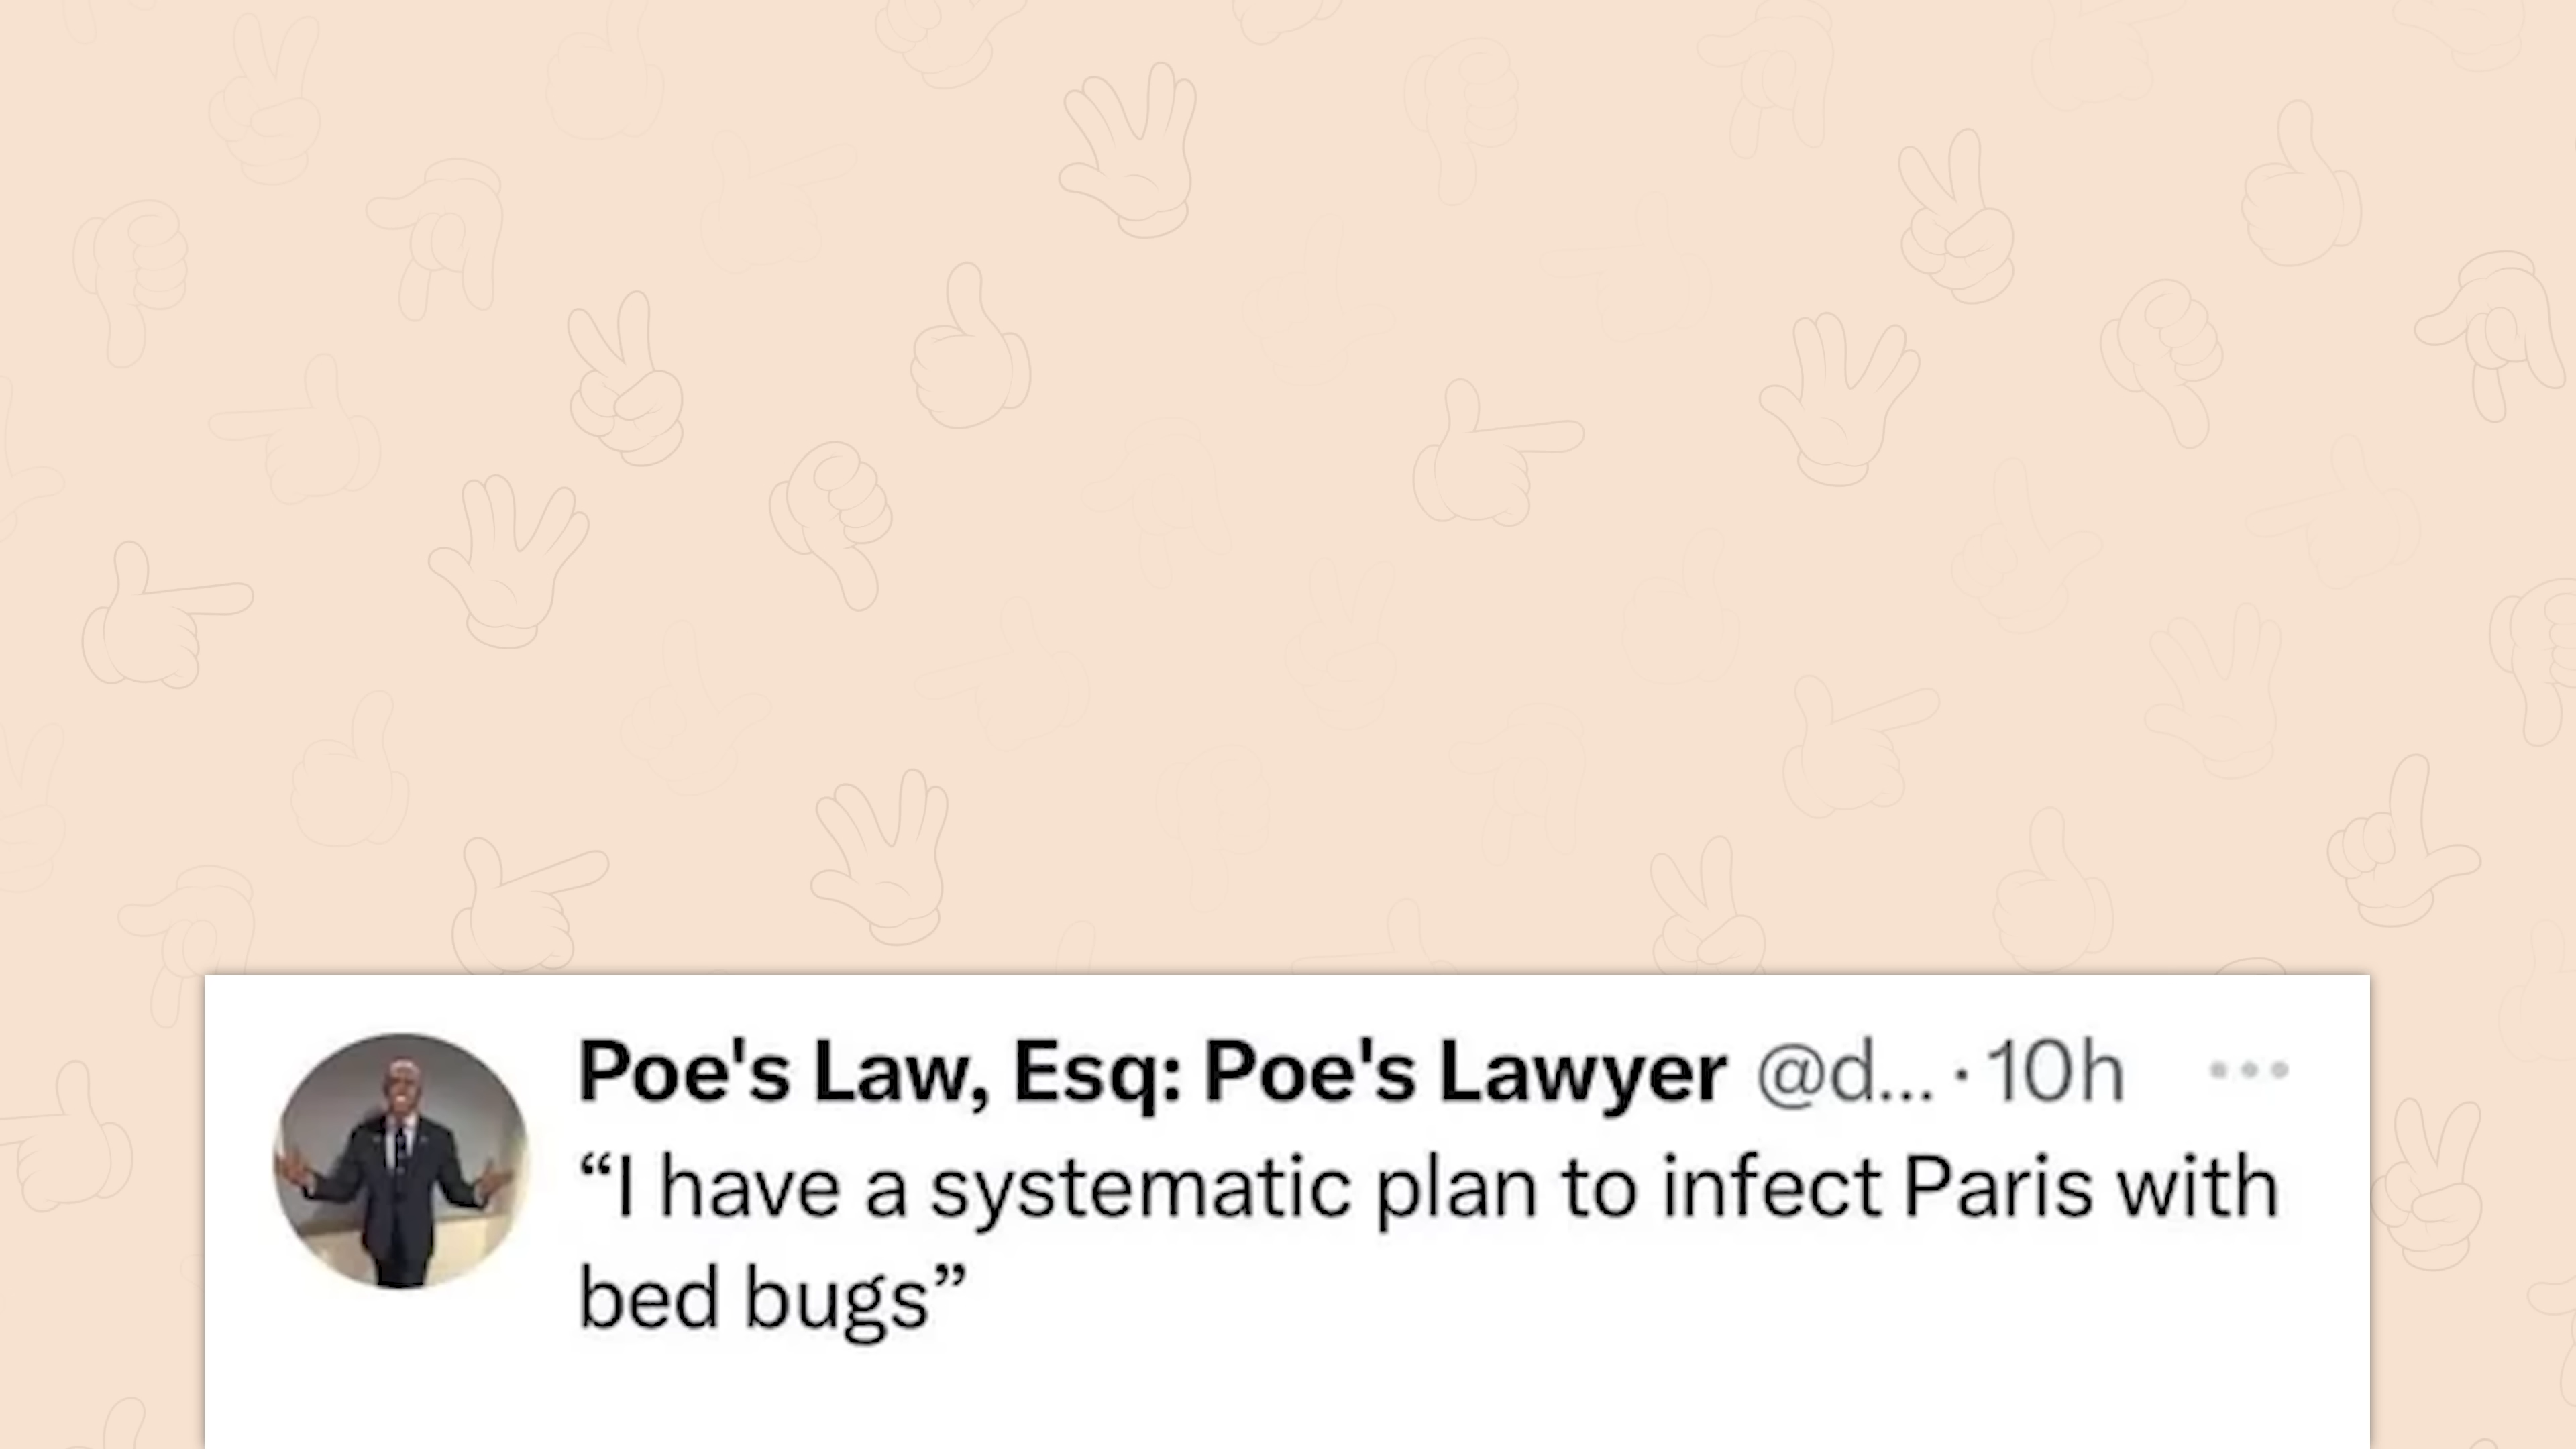 Poe's Law, Esq: Poe's Lawyer @d... · 10h
“I have a systematic plan to infect Paris with
bed bugs”